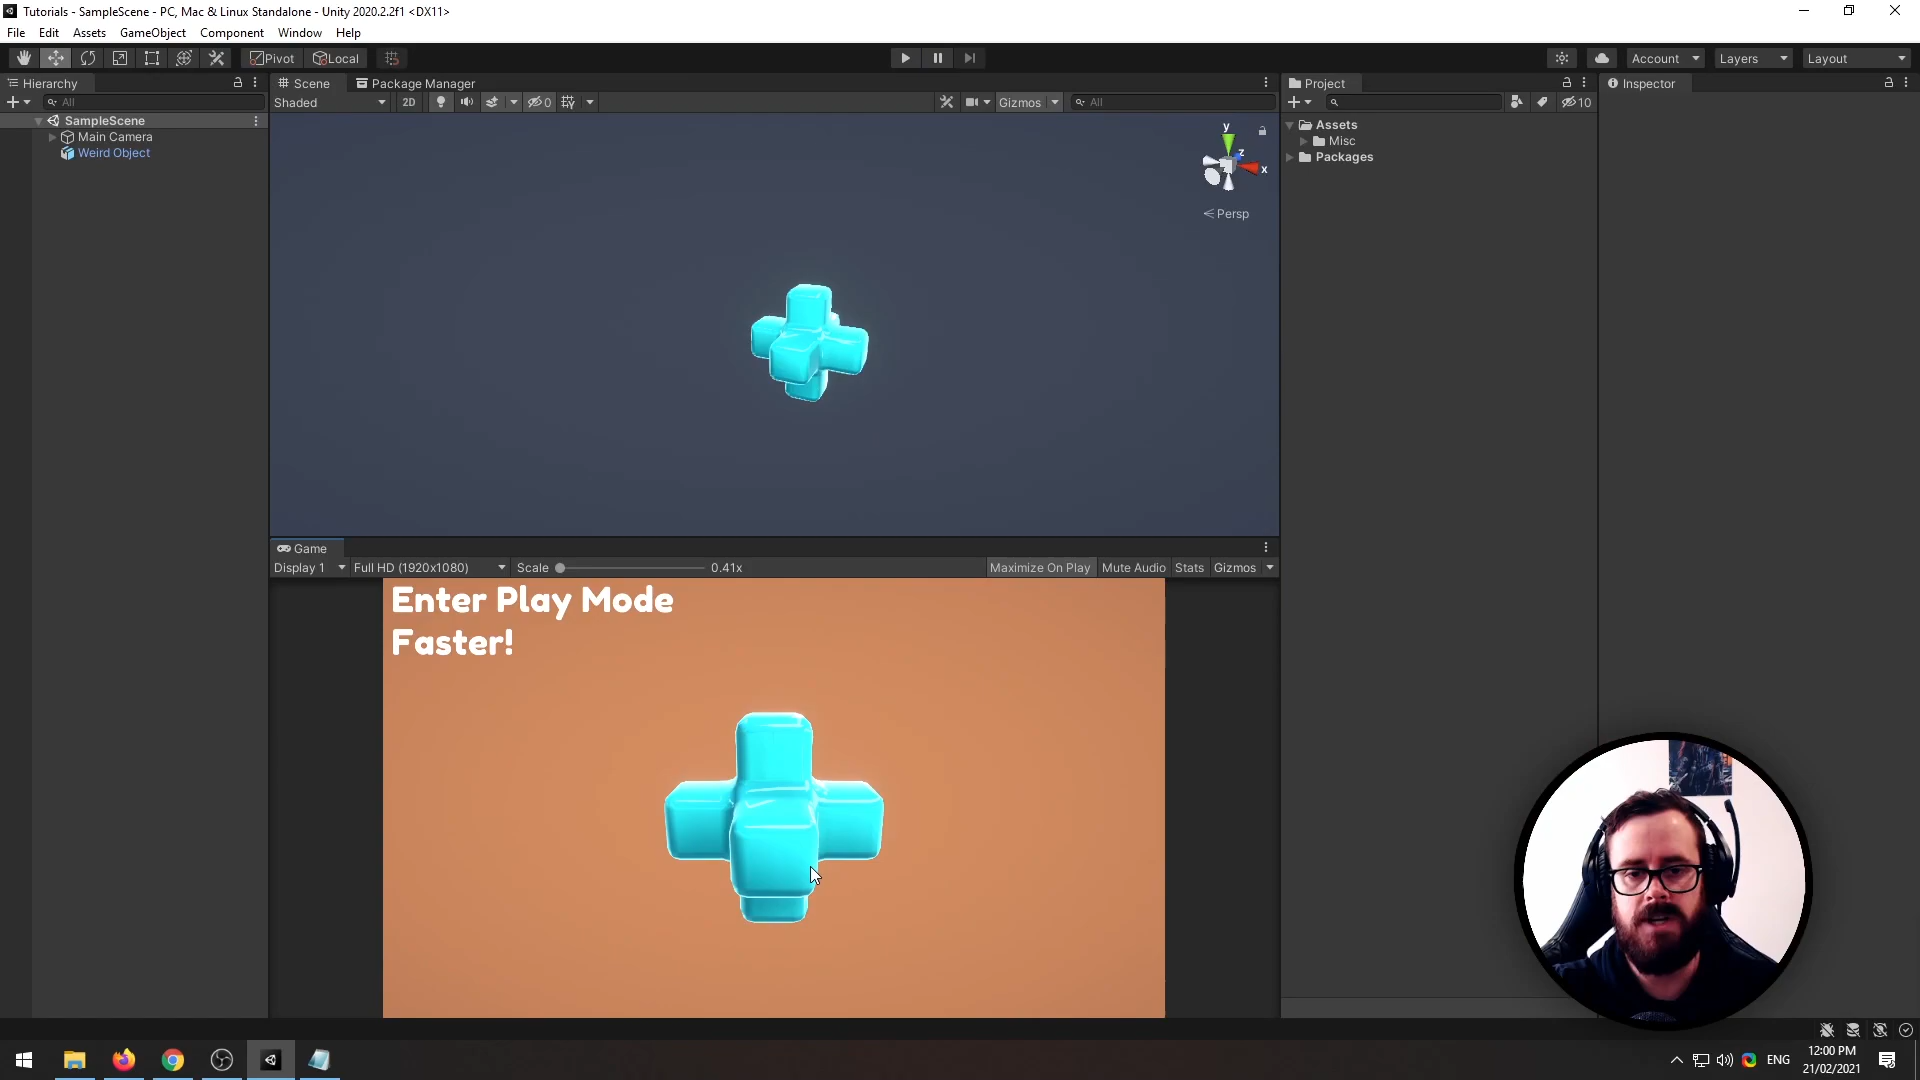 Tutorials - SampleScene - PC, Mac & Linux Standalone - Unity 2020.2.2f1 <DX11>
File Edit Assets GameObject Component Window Help
Pivot Local Account Layers Layout
Hierarchy Scene Package Manager Project Inspector
All Shaded 2D 0 Gizmos All 10
SampleScene
Main Camera
Weird Object
Assets
Misc
Packages
y
z
x
Persp
Game
Display 1 Full HD (1920x1080) Scale 0.41x Maximize On Play Mute Audio Stats Gizmos
Enter Play Mode
Faster!
ENG
12:00 PM
21/02/2021